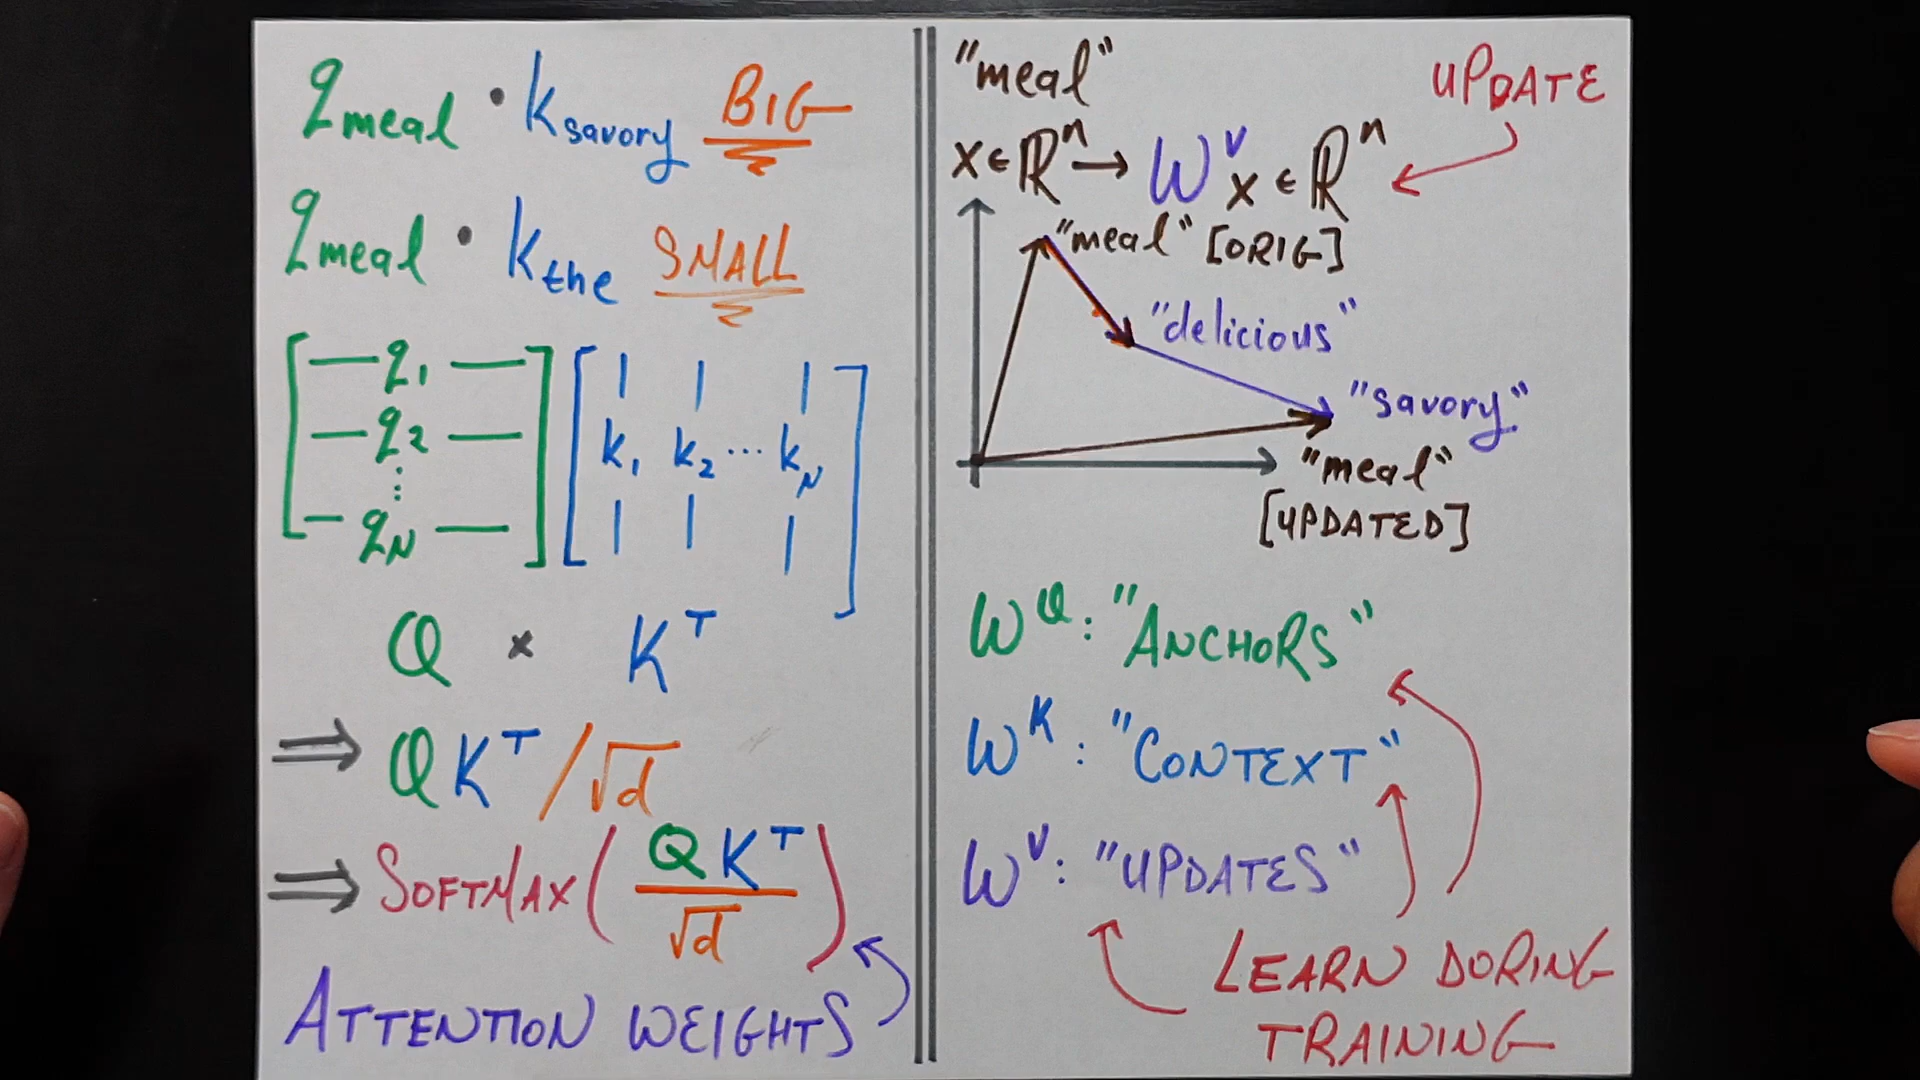 q meal · k savory BIG
q meal · k the SMALL
[— q1 —] [| | |]
— q2 — k1 k2 ··· kN
⋮
— qN — | | |
Q × K^T
⇒ QK^T / √d
⇒ SOFTMAX( QK^T / √d )
ATTENTION WEIGHTS
"meal"
UPDATE
x ∈ ℝ^n → W^V x ∈ ℝ^n
"meal" [ORIG]
"delicious"
"savory"
"meal"
[UPDATED]
W^Q : "ANCHORS"
W^K : "CONTEXT"
W^V : "UPDATES"
LEARN DORING
TRAINING